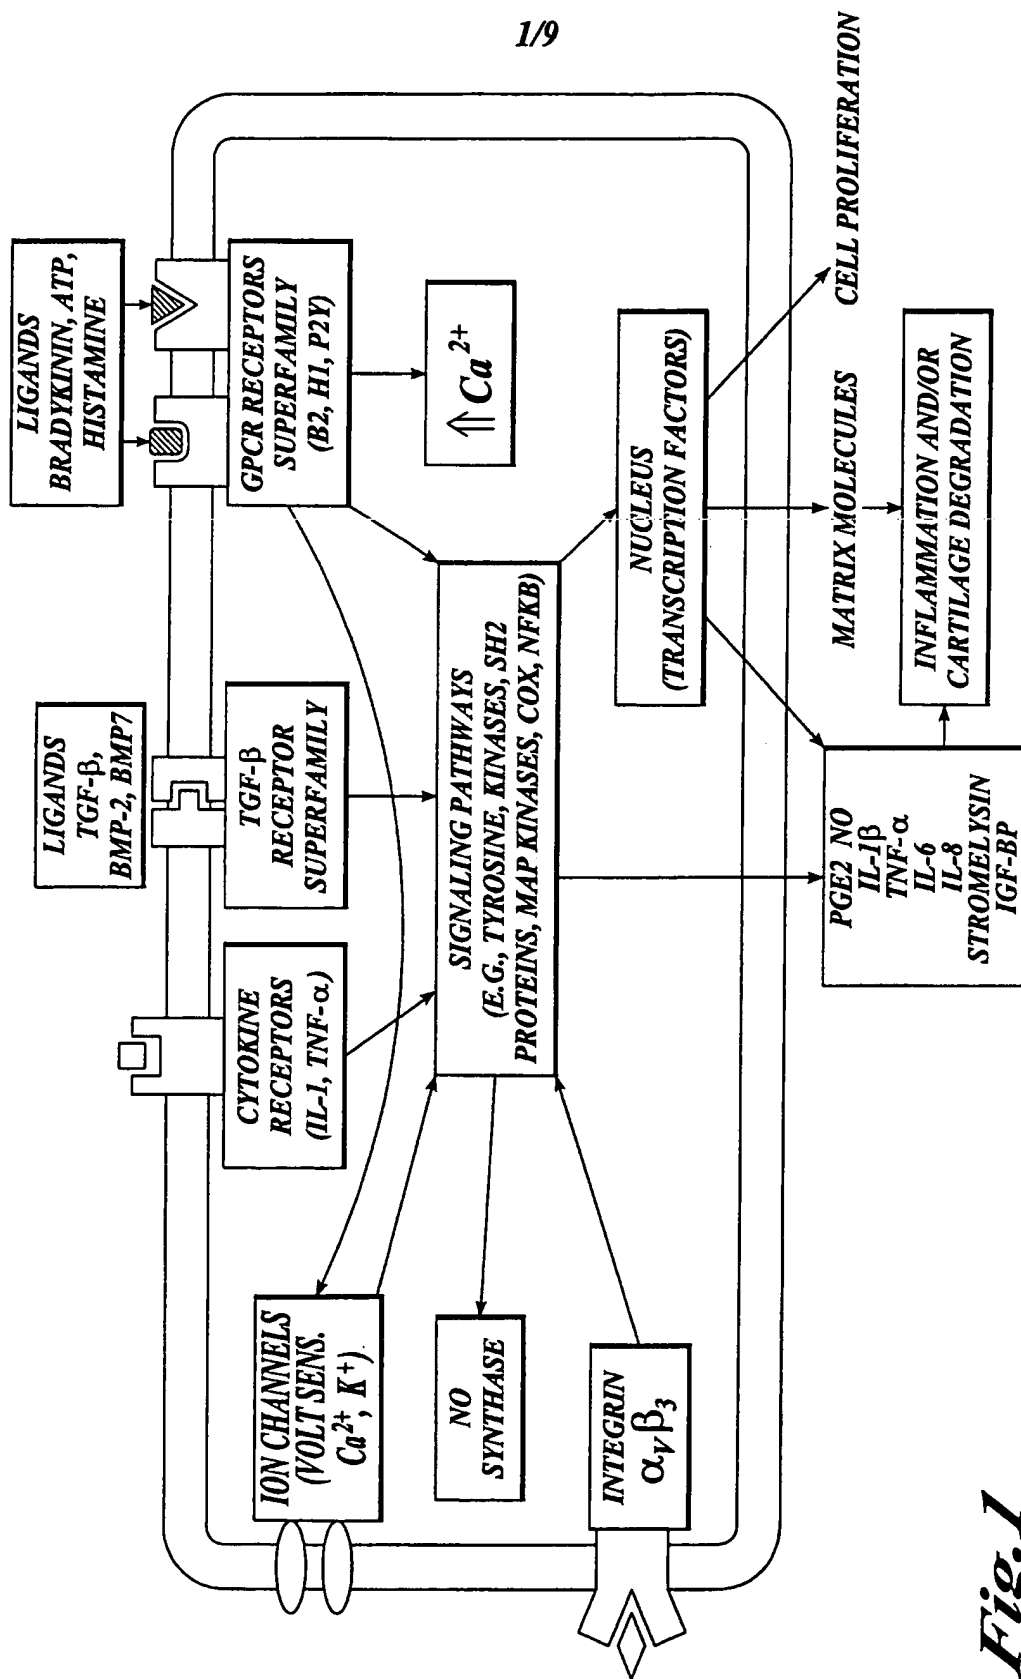 1/9
LIGANDS
BRADYKININ, ATP,
HISTAMINE
LIGANDS
TGF-β,
BMP-2, BMP7
GPCR RECEPTORS
SUPERFAMILY
(B2, H1, P2Y)
TGF-β
RECEPTOR
SUPERFAMILY
CYTOKINE
RECEPTORS
(IL-1, TNF-α)
ION CHANNELS
(VOLT SENS.
Ca²⁺, K⁺).
⇑ Ca²⁺
SIGNALING PATHWAYS
(E.G., TYROSINE, KINASES, SH2
PROTEINS, MAP KINASES, COX, NFKB)
NO
SYNTHASE
INTEGRIN
αᵥβ₃
NUCLEUS
(TRANSCRIPTION FACTORS)
CELL PROLIFERATION
MATRIX MOLECULES
INFLAMMATION AND/OR
CARTILAGE DEGRADATION
PGE2 NO
IL-1β
TNF-α
IL-6
IL-8
STROMELYSIN
IGF-BP
Fig.1